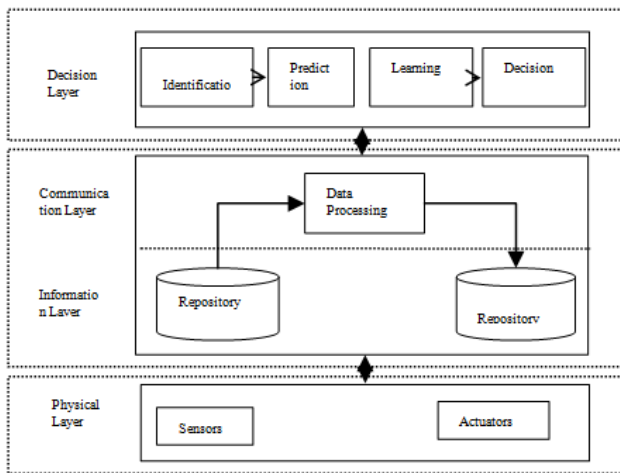 Decision
Layer
Identificatio
Predict
ion
Learning
Decision
Communica
tion Layer
Data
Processing
Informatio
n Layer
Repository
Repository
Physical
Layer
Sensors
Actuators